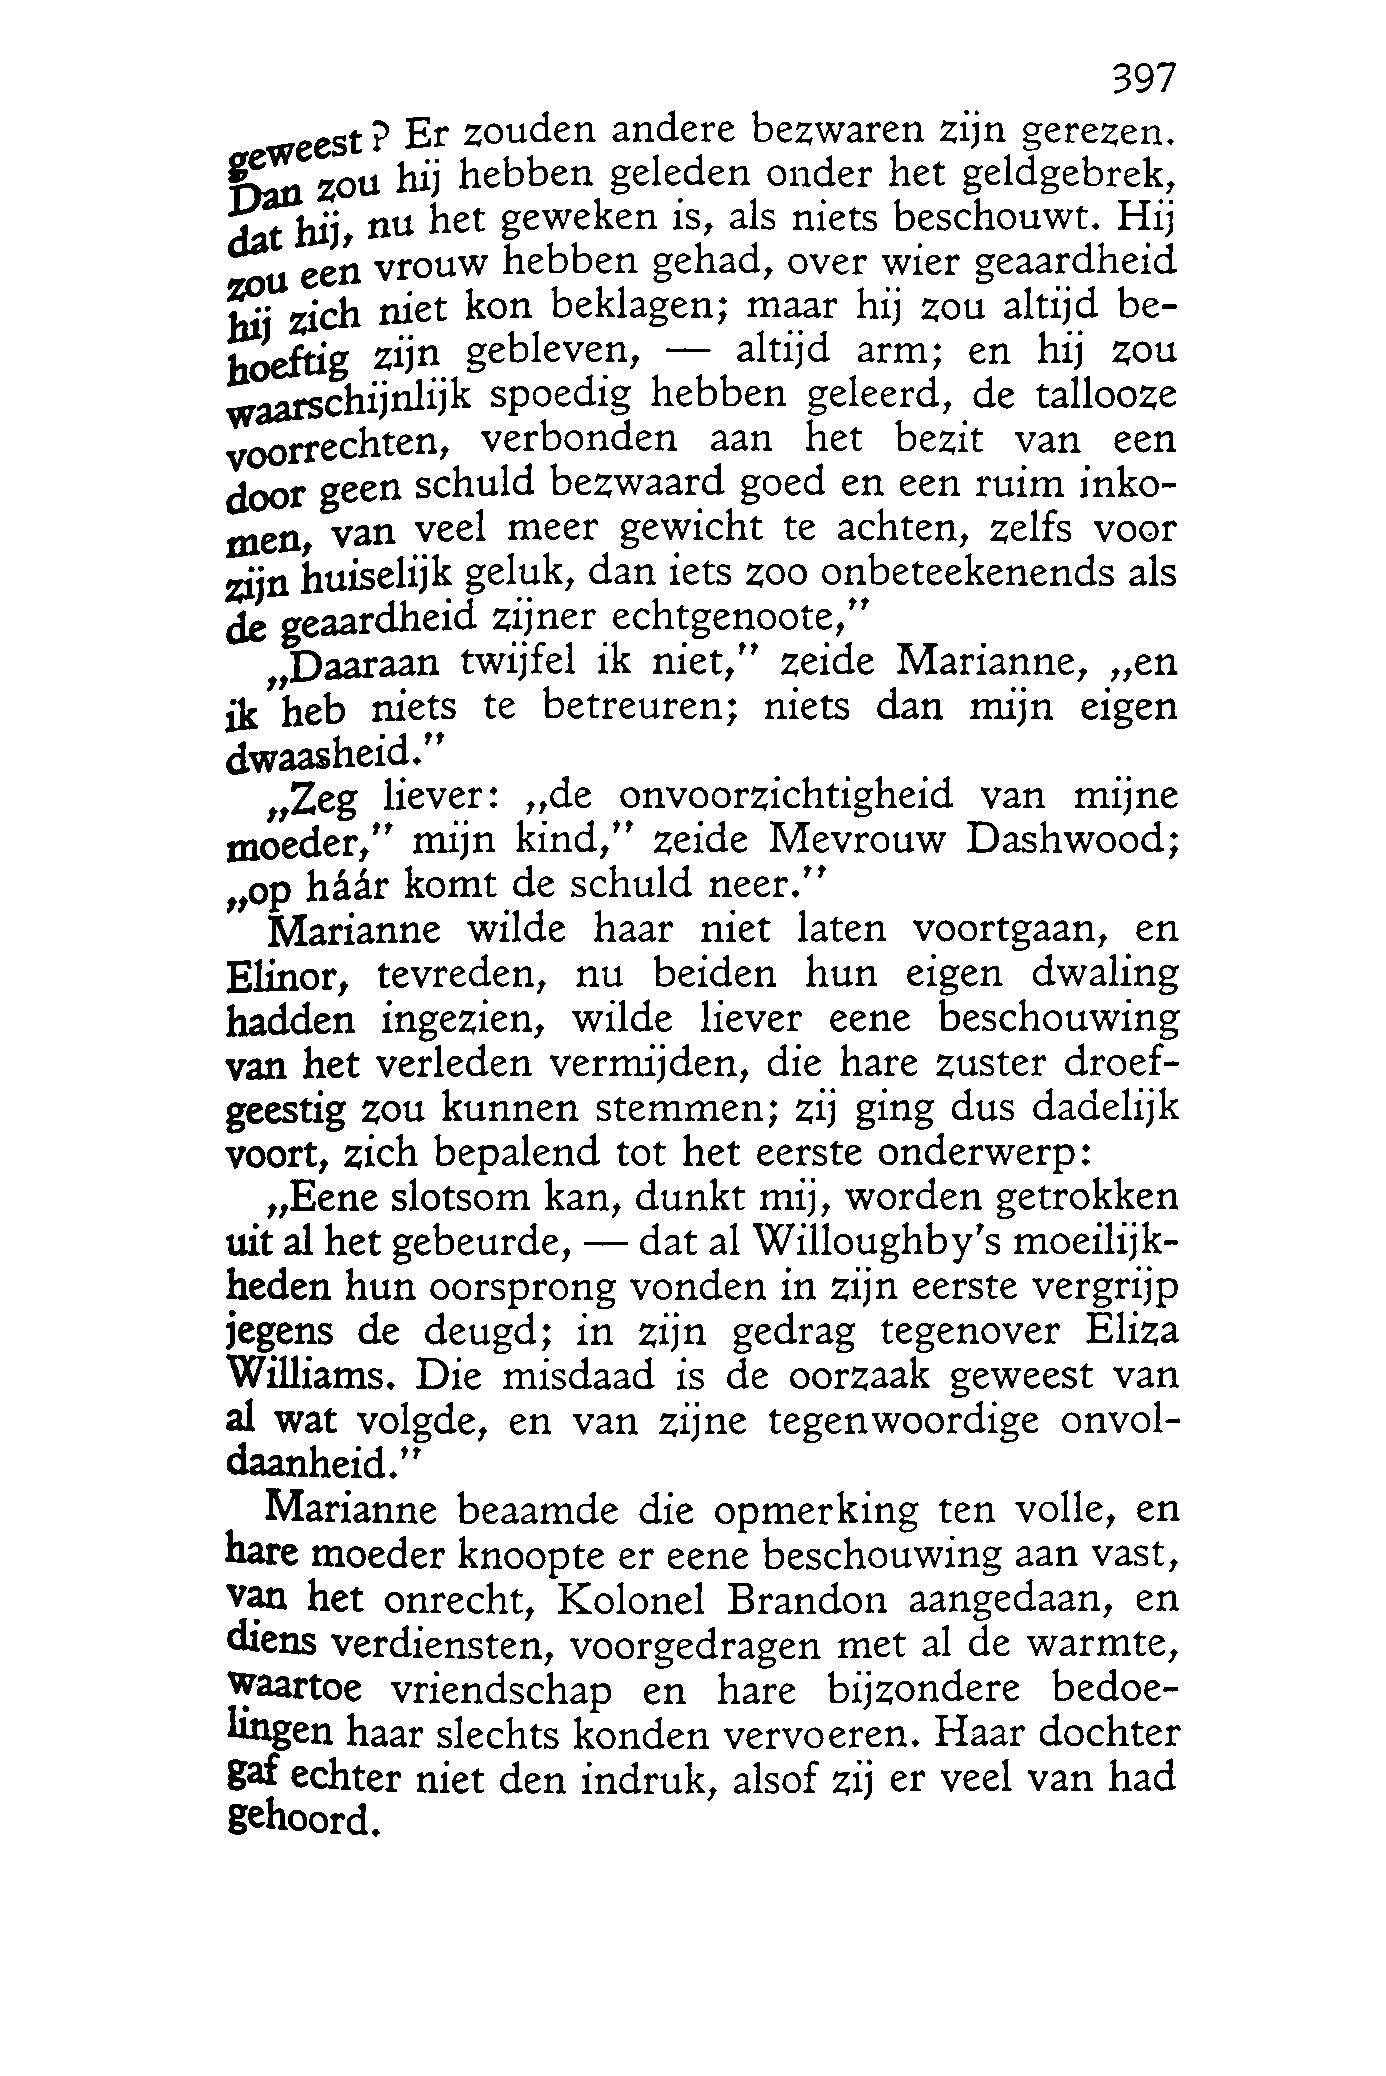 397
geweest? Er zouden andere bezwaren zijn gerezen.
Dan zou hij hebben geleden onder het geldgebrek,
dat hij, nu het geweken is, als niets beschouwt. Hij
zou een vrouw hebben gehad, over wier geaardheid
hij zich niet kon beklagen; maar hij zou altijd be-
hoeftig zijn gebleven, — altijd arm; en hij zou
waarschijnlijk spoedig hebben geleerd, de tallooze
voorrechten, verbonden aan het bezit van een
door geen schuld bezwaard goed en een ruim inko-
men, van veel meer gewicht te achten, zelfs voor
zijn huiselijk geluk, dan iets zoo onbeteekenends als
de geaardheid zijner echtgenoote,”
„Daaraan twijfel ik niet,” zeide Marianne, „en
ik heb niets te betreuren; niets dan mijn eigen
dwaasheid.”
„Zeg liever: „de onvoorzichtigheid van mijne
moeder,” mijn kind,” zeide Mevrouw Dashwood;
„op háár komt de schuld neer.”
Marianne wilde haar niet laten voortgaan, en
Elinor, tevreden, nu beiden hun eigen dwaling
hadden ingezien, wilde liever eene beschouwing
van het verleden vermijden, die hare zuster droef-
geestig zou kunnen stemmen; zij ging dus dadelijk
voort, zich bepalend tot het eerste onderwerp:
„Eene slotsom kan, dunkt mij, worden getrokken
uit al het gebeurde, — dat al Willoughby's moeilijk-
heden hun oorsprong vonden in zijn eerste vergrijp
jegens de deugd; in zijn gedrag tegenover Eliza
Williams. Die misdaad is de oorzaak geweest van
al wat volgde, en van zijne tegenwoordige onvol-
daanheid.”
Marianne beaamde die opmerking ten volle, en
hare moeder knoopte er eene beschouwing aan vast,
van het onrecht, Kolonel Brandon aangedaan, en
diens verdiensten, voorgedragen met al de warmte,
waartoe vriendschap en hare bijzondere bedoe-
lingen haar slechts konden vervoeren. Haar dochter
gaf echter niet den indruk, alsof zij er veel van had
gehoord.